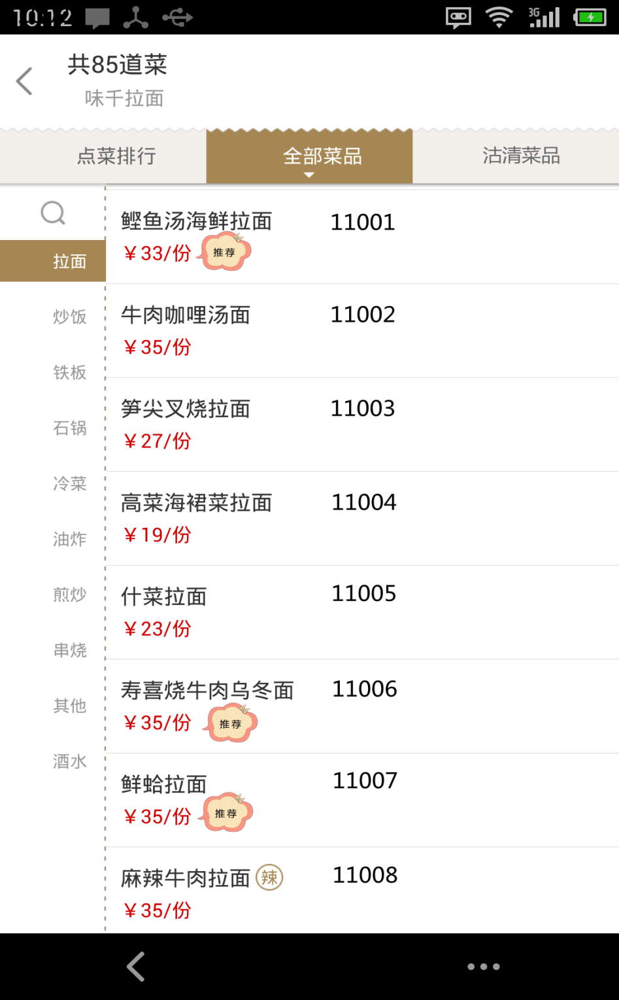 10:12
3G
共85道菜
味千拉面
点菜排行 全部菜品 沽清菜品
拉面
炒饭
铁板
石锅
冷菜
油炸
煎炒
串烧
其他
酒水
鲣鱼汤海鲜拉面 11001
￥33/份 推荐
牛肉咖哩汤面 11002
￥35/份
笋尖叉烧拉面 11003
￥27/份
高菜海裙菜拉面 11004
￥19/份
什菜拉面 11005
￥23/份
寿喜烧牛肉乌冬面 11006
￥35/份 推荐
鲜蛤拉面 11007
￥35/份 推荐
麻辣牛肉拉面 辣 11008
￥35/份